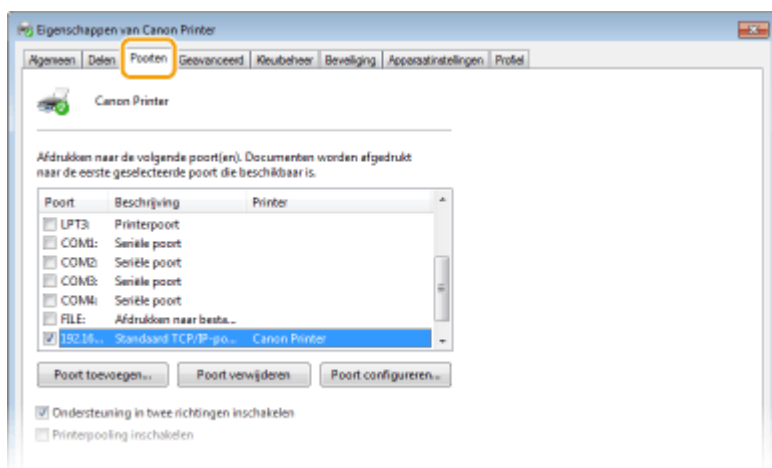 Eigenschappen van Canon Printer
Algemeen Delen Poorten Geavanceerd Kleurbeheer Beveiliging Apparaatinstellingen Profiel
Canon Printer
Afdrukken naar de volgende poort(en). Documenten worden afgedrukt
naar de eerste geselecteerde poort die beschikbaar is.
Poort Beschrijving Printer
LPT3: Printerpoort
COM1: Seriële poort
COM2: Seriële poort
COM3: Seriële poort
COM4: Seriële poort
FILE: Afdrukken naar besta...
192.16... Standaard TCP/IP-po... Canon Printer
Poort toevoegen... Poort verwijderen Poort configureren...
Ondersteuning in twee richtingen inschakelen
Printerpooling inschakelen